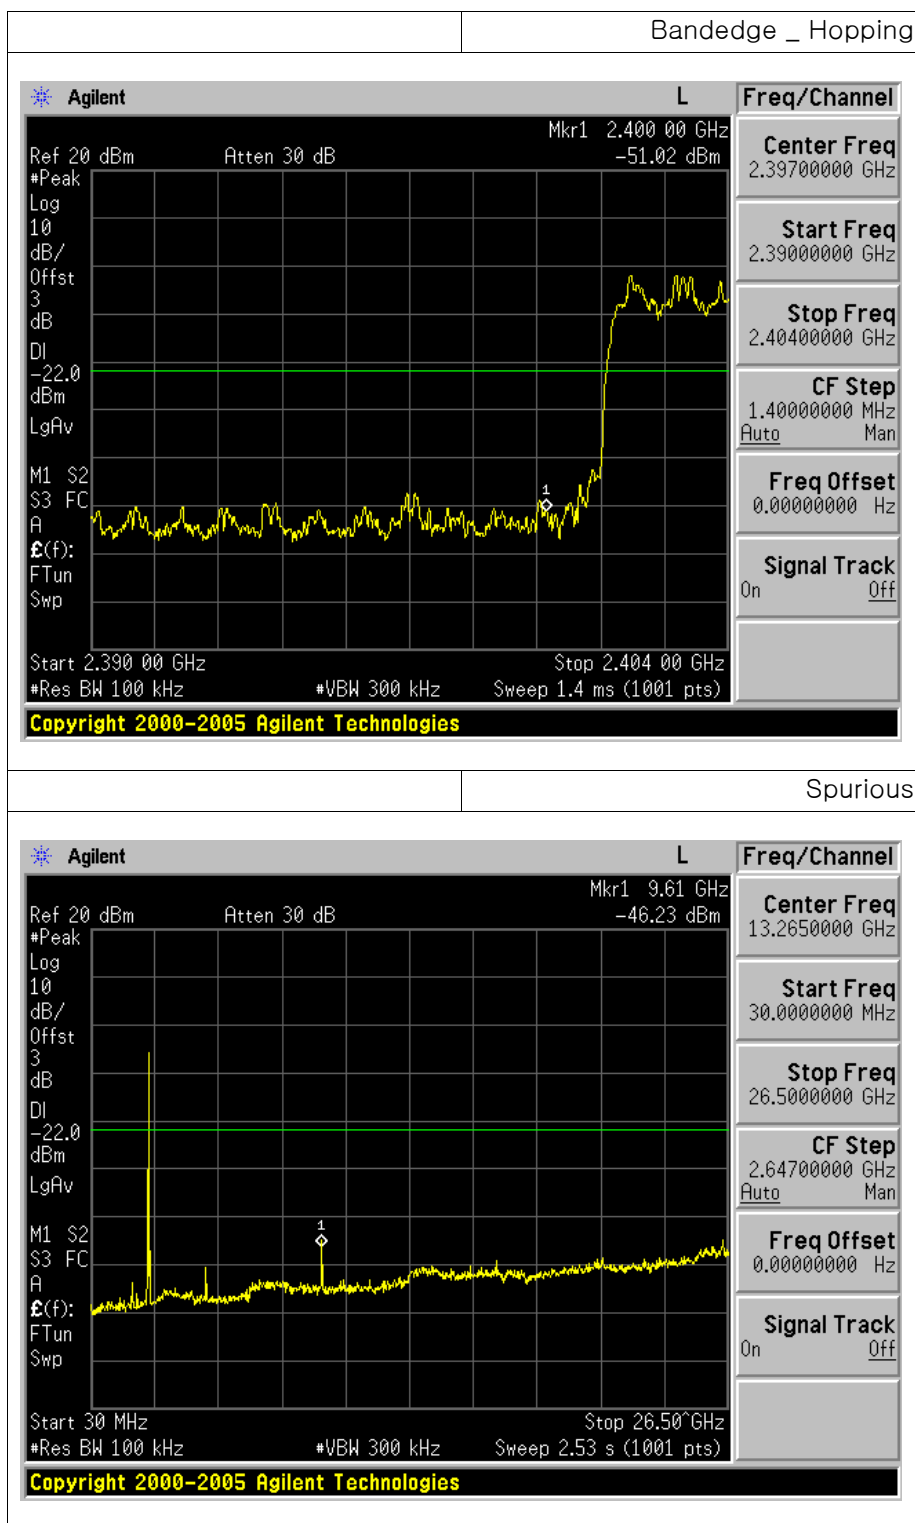 Bandedge _ Hopping
Agilent
L
Freq/Channel
Mkr1 2.400 00 GHz
Ref 20 dBm Atten 30 dB -51.02 dBm
#Peak
Log
10
dB/
Offst
3
dB
DI
-22.0
dBm
LgAv
M1 S2
S3 FC
A
£(f):
FTun
Swp
1
Start 2.390 00 GHz Stop 2.404 00 GHz
#Res BW 100 kHz #VBW 300 kHz Sweep 1.4 ms (1001 pts)
Center Freq
2.39700000 GHz
Start Freq
2.39000000 GHz
Stop Freq
2.40400000 GHz
CF Step
1.40000000 MHz
Auto Man
Freq Offset
0.00000000 Hz
Signal Track
On Off
Copyright 2000-2005 Agilent Technologies
Spurious
Agilent
L
Freq/Channel
Mkr1 9.61 GHz
Ref 20 dBm Atten 30 dB -46.23 dBm
#Peak
Log
10
dB/
Offst
3
dB
DI
-22.0
dBm
LgAv
M1 S2
S3 FC
A
£(f):
FTun
Swp
1
Start 30 MHz Stop 26.50^GHz
#Res BW 100 kHz #VBW 300 kHz Sweep 2.53 s (1001 pts)
Center Freq
13.2650000 GHz
Start Freq
30.0000000 MHz
Stop Freq
26.5000000 GHz
CF Step
2.64700000 GHz
Auto Man
Freq Offset
0.00000000 Hz
Signal Track
On Off
Copyright 2000-2005 Agilent Technologies